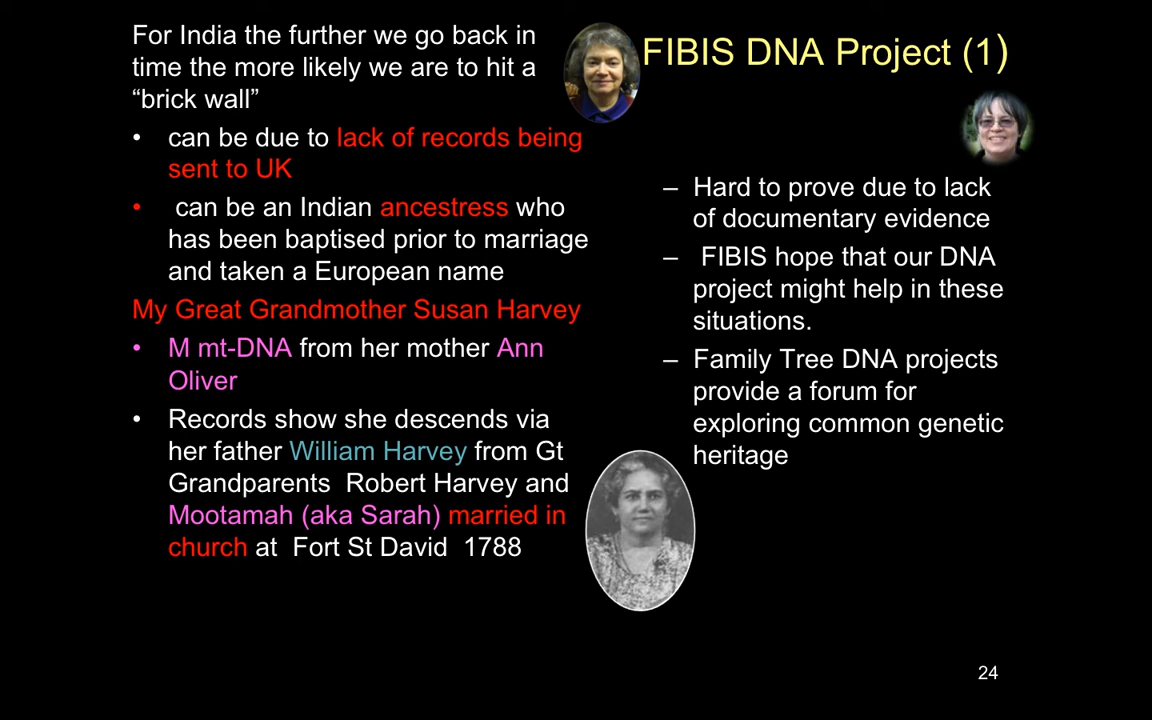 For India the further we go back in
time the more likely we are to hit a
“brick wall”
• can be due to lack of records being
sent to UK
• can be an Indian ancestress who
has been baptised prior to marriage
and taken a European name
My Great Grandmother Susan Harvey
• M mt-DNA from her mother Ann
Oliver
• Records show she descends via
her father William Harvey from Gt
Grandparents Robert Harvey and
Mootamah (aka Sarah) married in
church at Fort St David 1788
FIBIS DNA Project (1)
– Hard to prove due to lack
of documentary evidence
– FIBIS hope that our DNA
project might help in these
situations.
– Family Tree DNA projects
provide a forum for
exploring common genetic
heritage
24